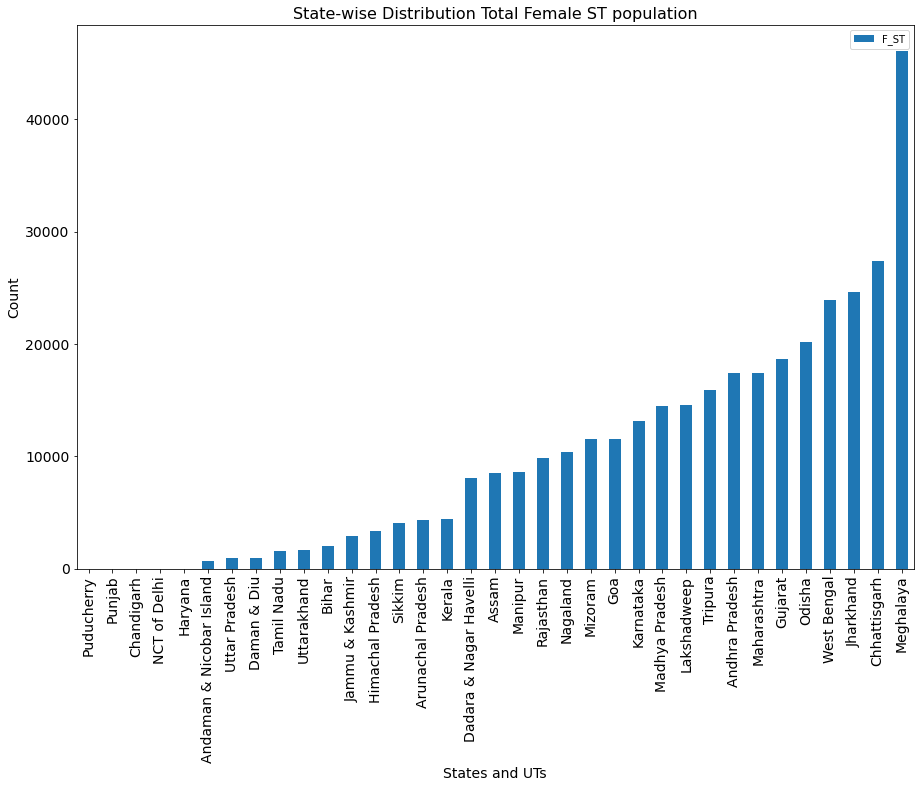 State-wise Distribution Total Female ST population
F_ST
Count
40000
30000
20000
10000
0
Puducherry
Punjab
Chandigarh
NCT of Delhi
Haryana
Andaman & Nicobar Island
Uttar Pradesh
Daman & Diu
Tamil Nadu
Uttarakhand
Bihar
Jammu & Kashmir
Himachal Pradesh
Sikkim
Arunachal Pradesh
Kerala
Dadara & Nagar Havelli
Assam
Manipur
Rajasthan
Nagaland
Mizoram
Goa
Karnataka
Madhya Pradesh
Lakshadweep
Tripura
Andhra Pradesh
Maharashtra
Gujarat
Odisha
West Bengal
Jharkhand
Chhattisgarh
Meghalaya
States and UTs